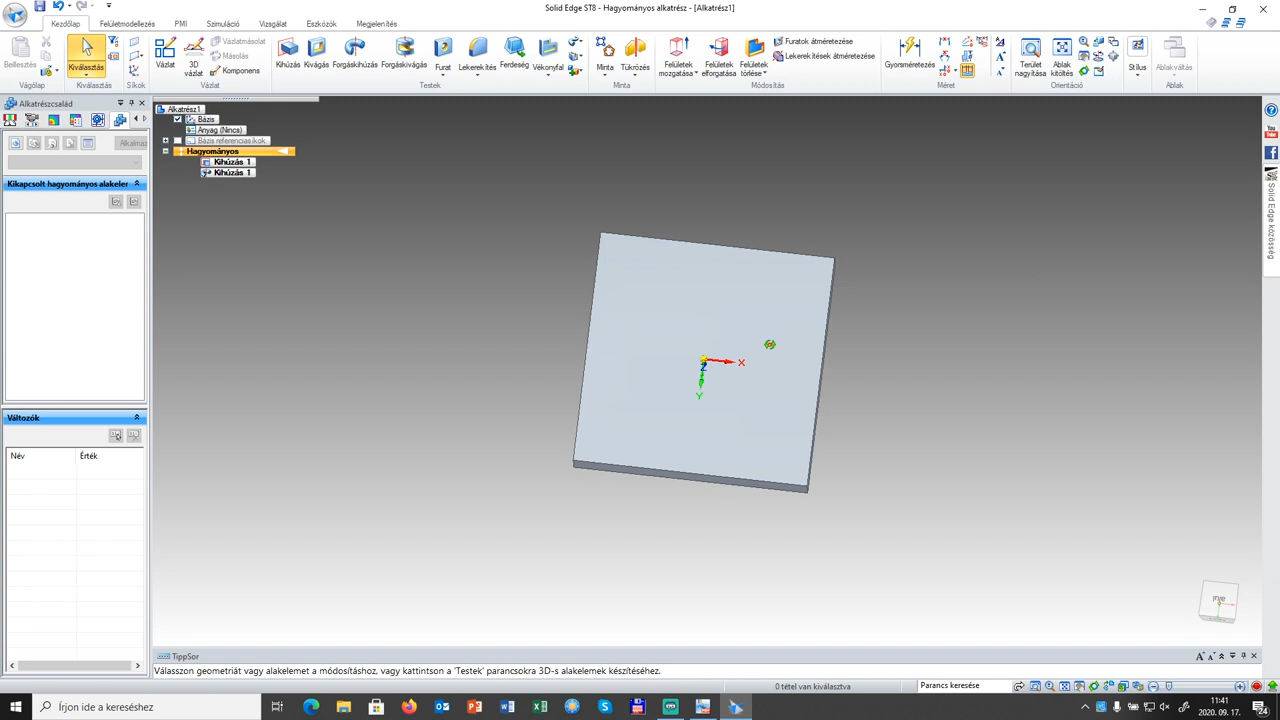 Solid Edge ST8 - Hagyományos alkatrész - [Alkatrész1]
Kezdőlap
Felületmodellezés
PMI
Szimuláció
Vizsgálat
Eszközök
Megjelenítés
Beillesztés
Kiválasztás
Vázlat
3D vázlat
Vázlatmásolat
Másolás
Komponens
Kihúzás
Kivágás
Forgáskihúzás
Forgáskivágás
Furat
Lekerekítés
Ferdeség
Vékonyfal
Minta
Tükrözés
Felületek mozgatása
Felületek elforgatása
Felületek törlése
Furatok átméretezése
Lekerekítések átméretezése
Gyorsméretezés
Terület nagyítása
Ablak kitöltés
Stílus
Ablakváltás
Vágólap
Kiválasztás
Síkok
Vázlat
Testek
Minta
Módosítás
Méret
Orientáció
Ablak
Alkatrészcsalád
Alkalmaz
Kikapcsolt hagyományos alakeler
Változók
Név
Érték
Alkatrész1
Bázis
Anyag (Nincs)
Bázis referenciasíkok
Hagyományos
Kihúzás 1
Kihúzás 1
X
Z
Y
Solid Edge közösség
TippSor
Válasszon geometriát vagy alakelemet a módosításhoz, vagy kattintson a 'Testek' parancsokra 3D-s alakelemek készítéséhez.
0 tétel van kiválasztva
Parancs keresése
Írjon ide a kereséshez
11:41
2020. 09. 17.
24